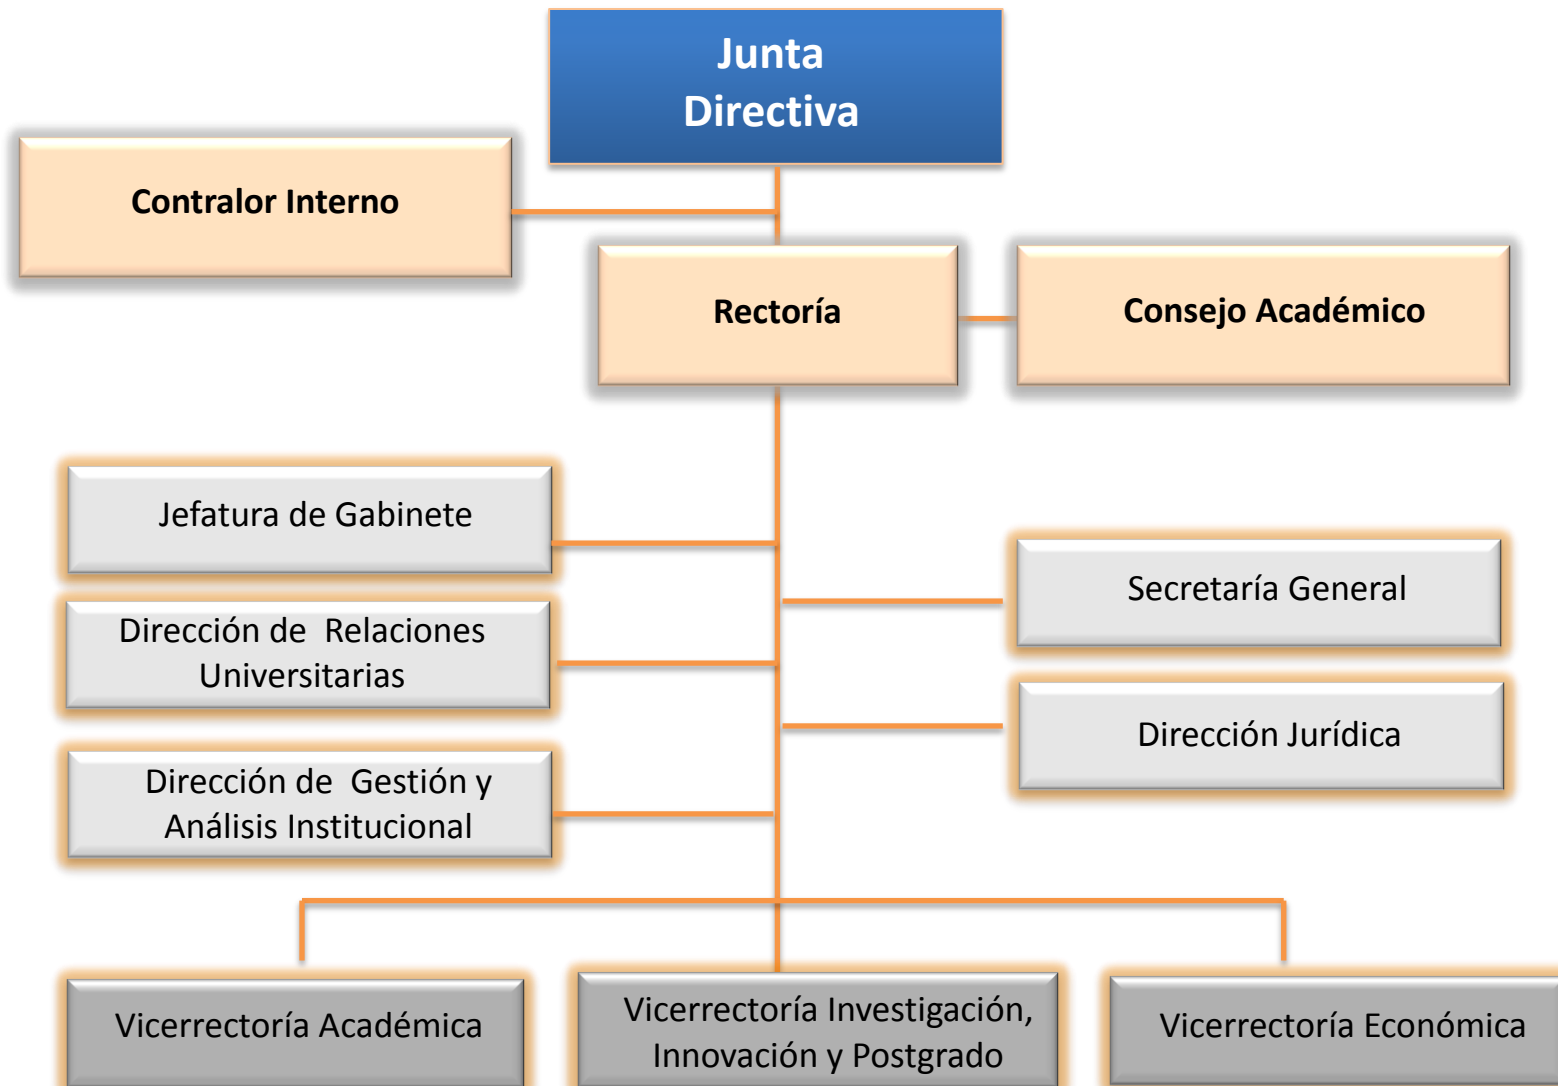 Junta
Directiva
Contralor Interno
Rectoría
Consejo Académico
Jefatura de Gabinete
Secretaría General
Dirección de  Relaciones
Universitarias
Dirección Jurídica
Dirección de  Gestión y
Análisis Institucional
Vicerrectoría Académica
Vicerrectoría Investigación,
Innovación y Postgrado
Vicerrectoría Económica